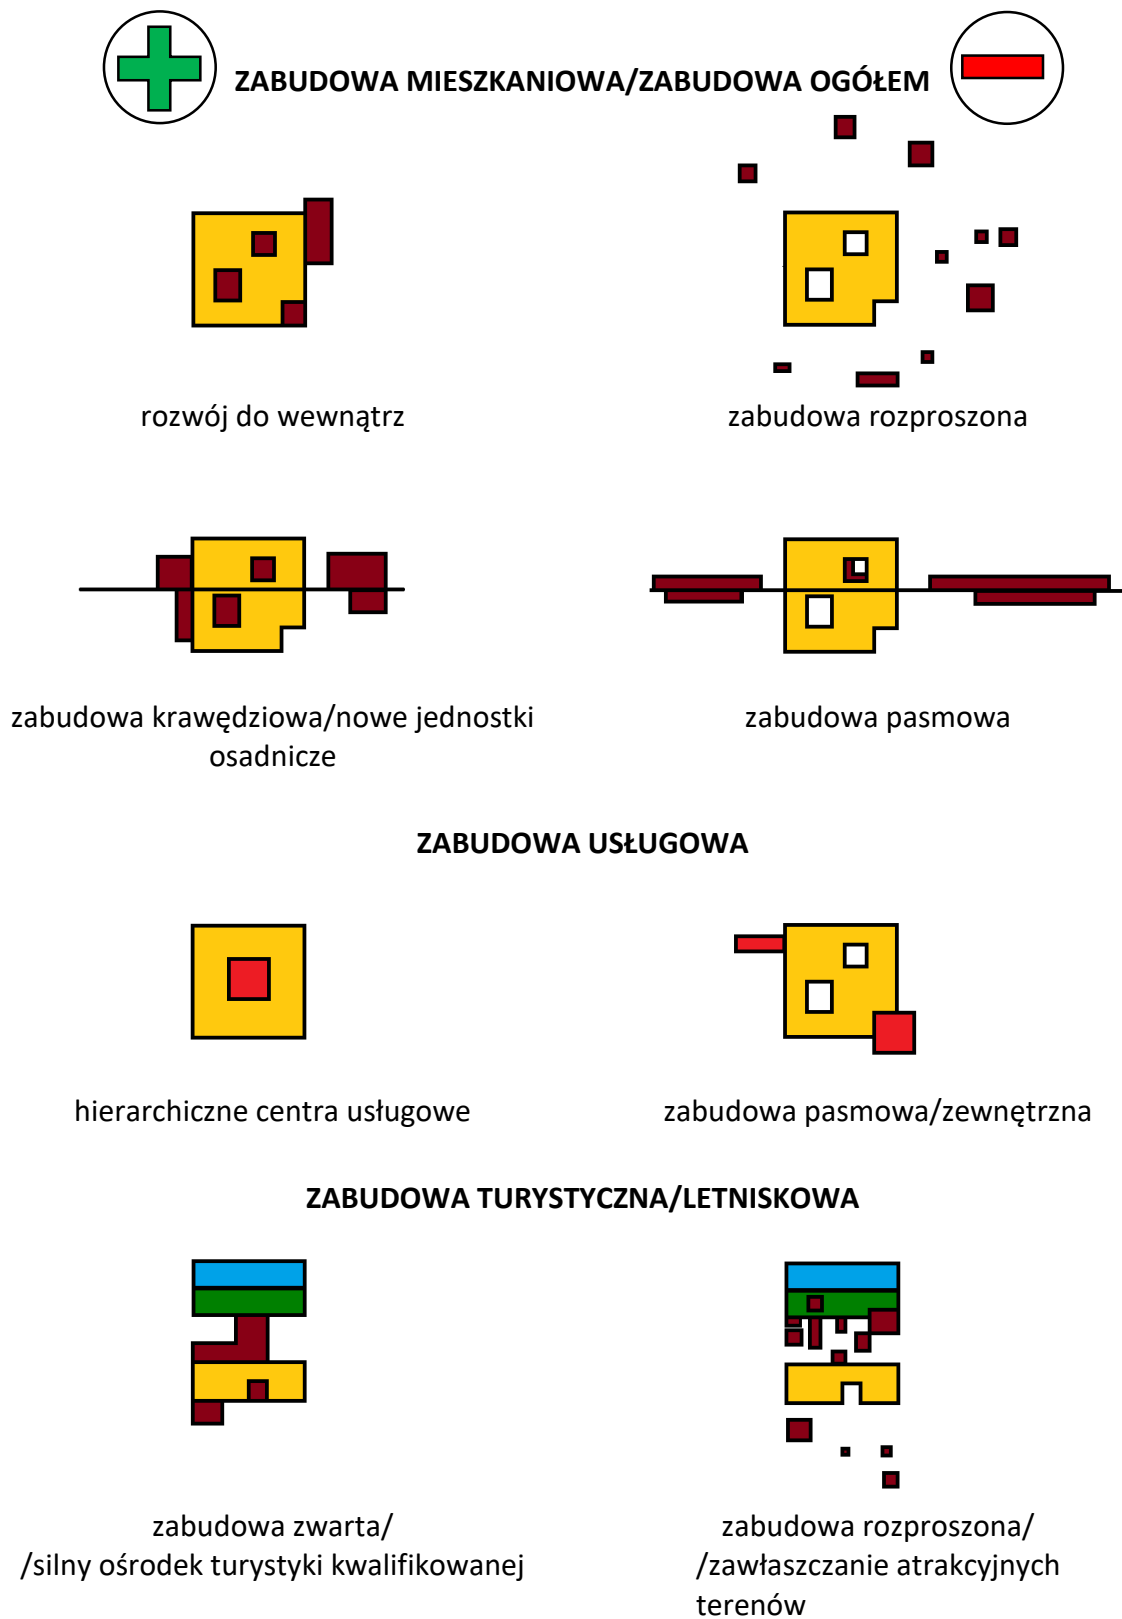 ZABUDOWA MIESZKANIOWA/ZABUDOWA OGÓŁEM
rozwój do wewnątrz
zabudowa rozproszona
zabudowa krawędziowa/nowe jednostki
osadnicze
zabudowa pasmowa
ZABUDOWA USŁUGOWA
hierarchiczne centra usługowe
zabudowa pasmowa/zewnętrzna
ZABUDOWA TURYSTYCZNA/LETNISKOWA
zabudowa zwarta/
/silny ośrodek turystyki kwalifikowanej
zabudowa rozproszona/
/zawłaszczanie atrakcyjnych
terenów